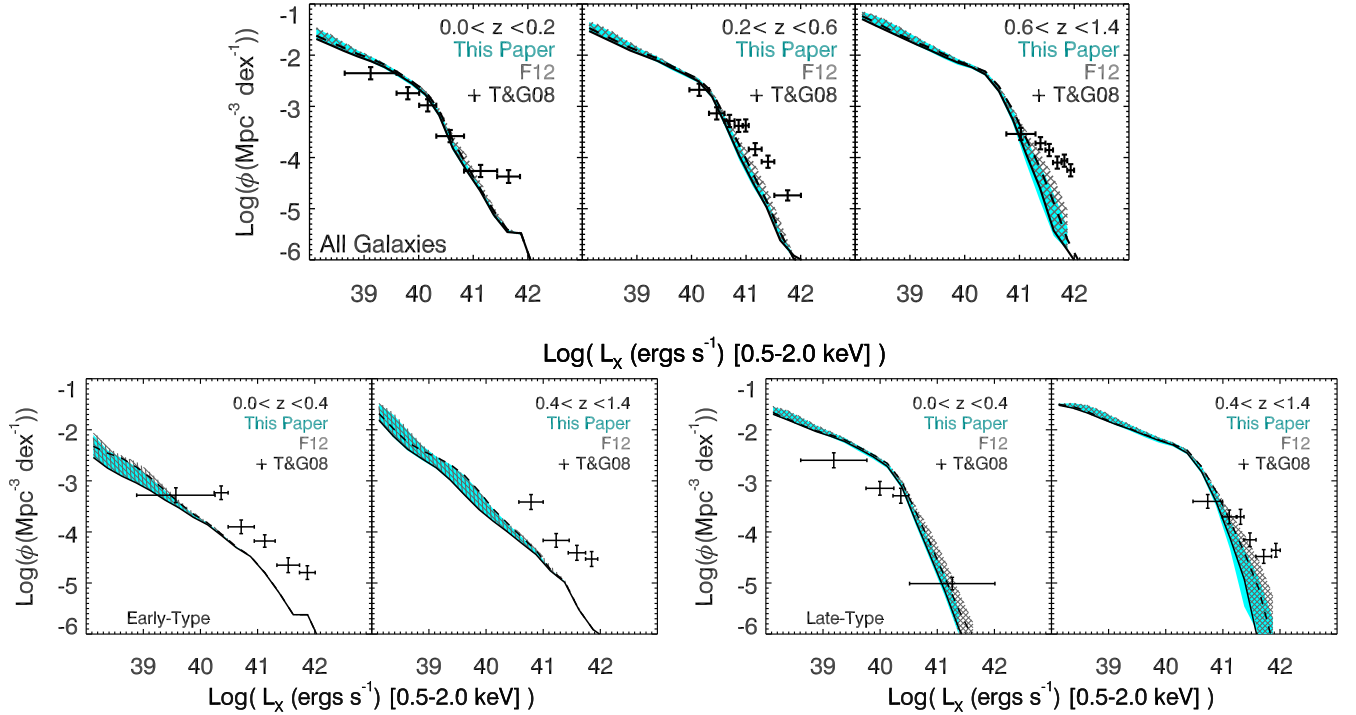 -1
-2
-3
-4
-5
-6
Log(ϕ(Mpc⁻³ dex⁻¹))
0.0< z <0.2
This Paper
F12
+ T&G08
All Galaxies
0.2< z <0.6
This Paper
F12
+ T&G08
0.6< z <1.4
This Paper
F12
+ T&G08
39 40 41 42 39 40 41 42 39 40 41 42
Log( Lₓ (ergs s⁻¹) [0.5-2.0 keV] )
-1
-2
-3
-4
-5
-6
Log(ϕ(Mpc⁻³ dex⁻¹))
0.0< z <0.4
This Paper
F12
+ T&G08
Early-Type
0.4< z <1.4
This Paper
F12
+ T&G08
39 40 41 42 39 40 41 42
Log( Lₓ (ergs s⁻¹) [0.5-2.0 keV] )
-1
-2
-3
-4
-5
-6
Log(ϕ(Mpc⁻³ dex⁻¹))
0.0< z <0.4
This Paper
F12
+ T&G08
Late-Type
0.4< z <1.4
This Paper
F12
+ T&G08
39 40 41 42 39 40 41 42
Log( Lₓ (ergs s⁻¹) [0.5-2.0 keV] )